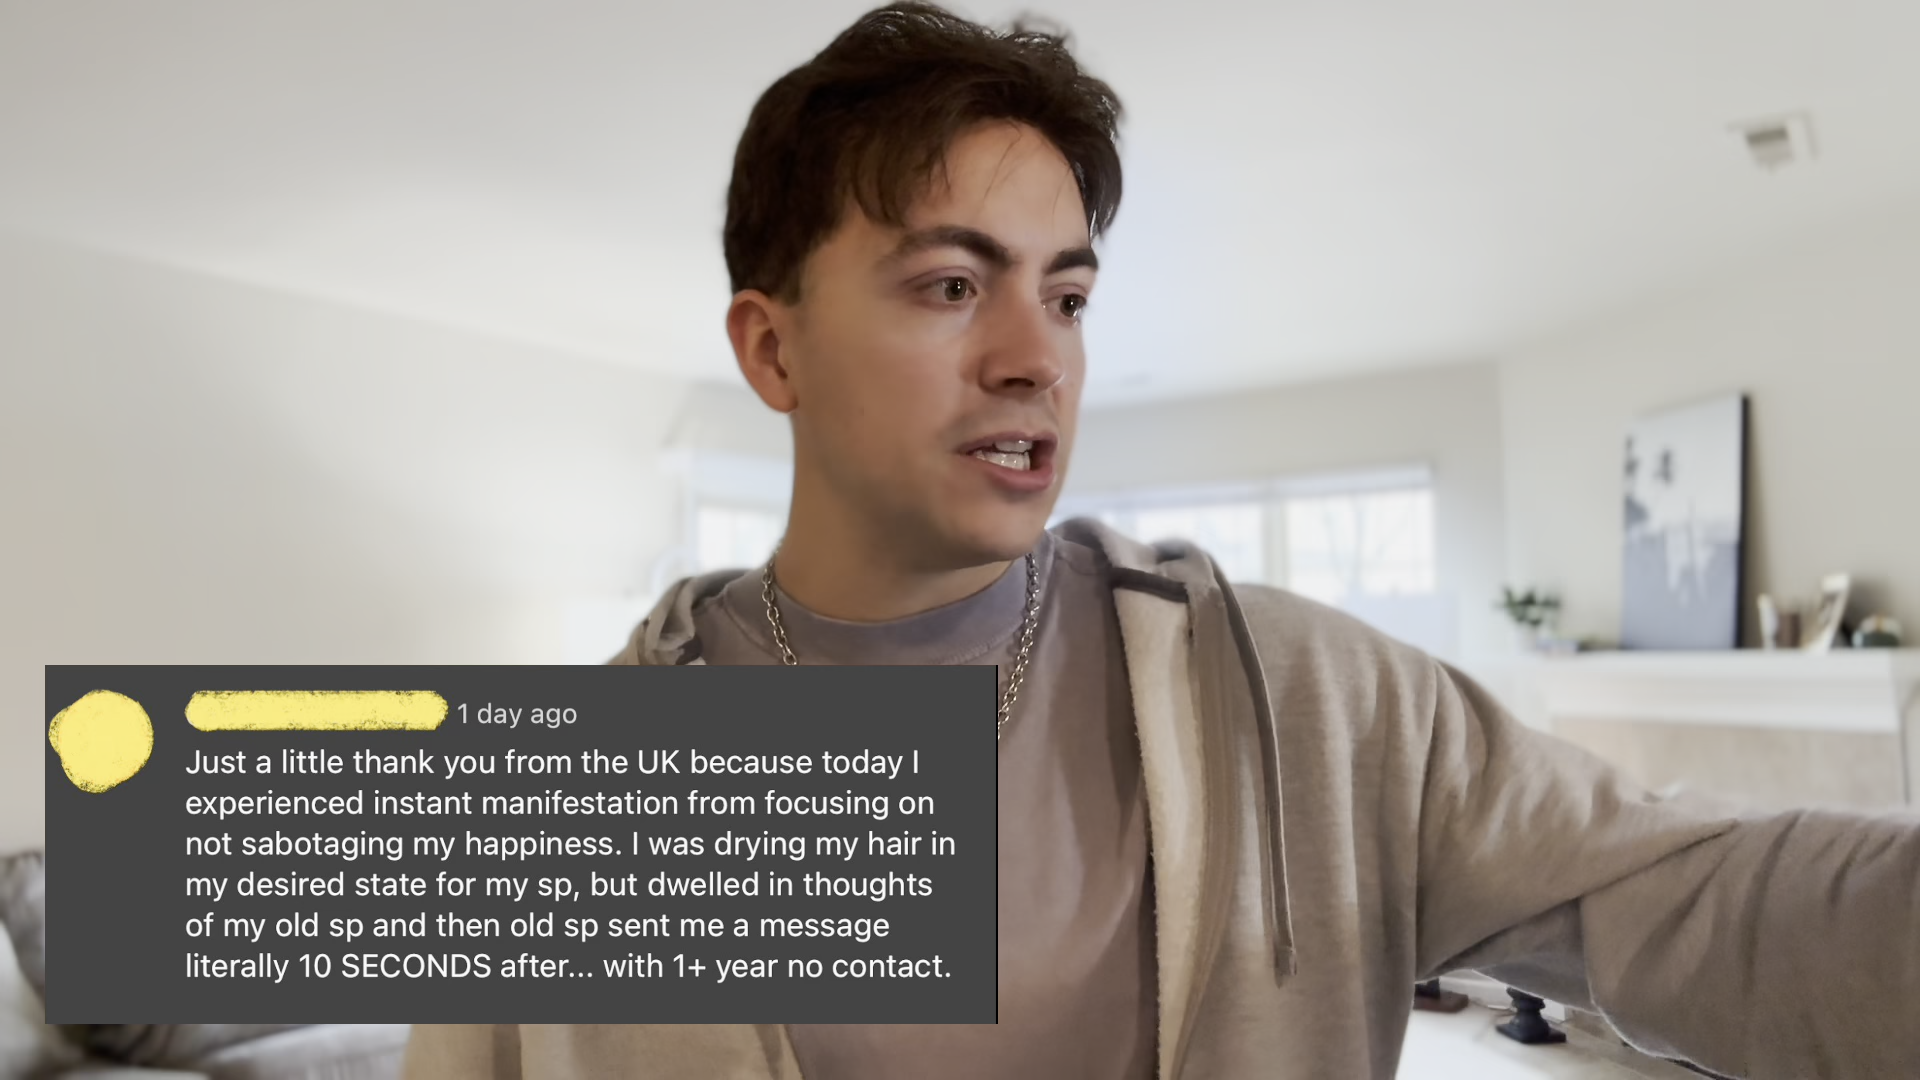 1 day ago
Just a little thank you from the UK because today I
experienced instant manifestation from focusing on
not sabotaging my happiness. I was drying my hair in
my desired state for my sp, but dwelled in thoughts
of my old sp and then old sp sent me a message
literally 10 SECONDS after... with 1+ year no contact.